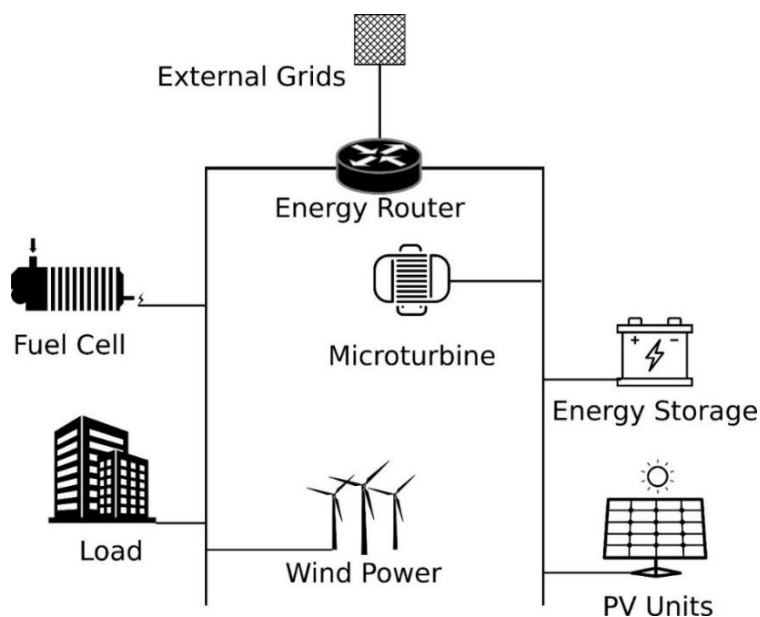 External Grids
Energy Router
Fuel Cell
Microturbine
+ -
Energy Storage
Load
Wind Power
PV Units